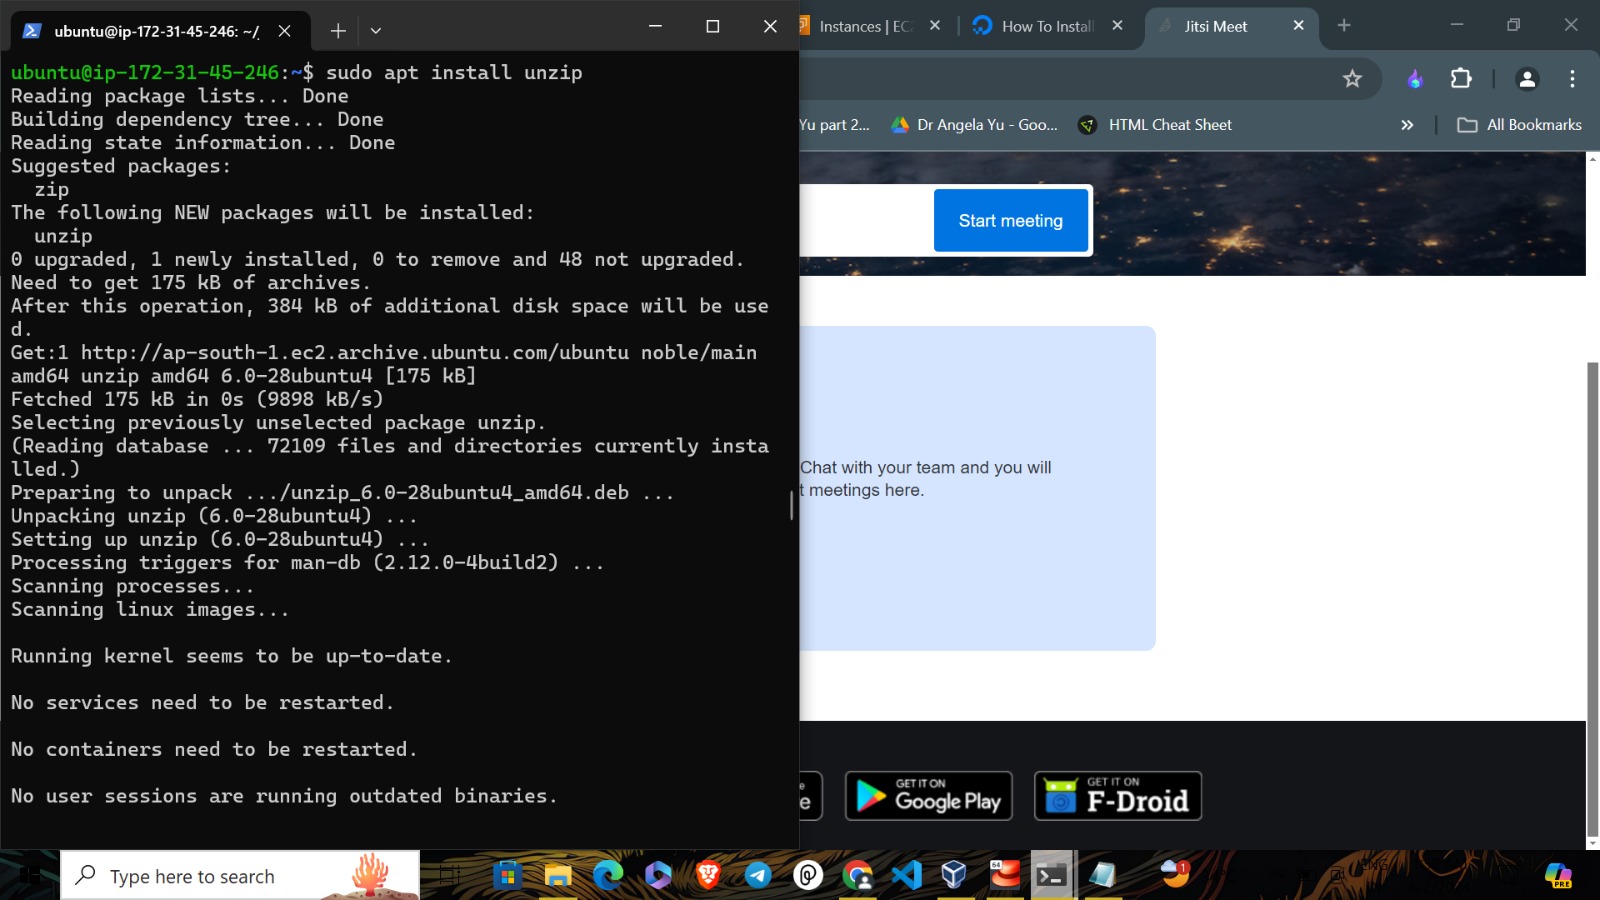 ubuntu@ip-172-31-45-246: ~/
ubuntu@ip-172-31-45-246:~$ sudo apt install unzip
Reading package lists... Done
Building dependency tree... Done
Reading state information... Done
Suggested packages:
  zip
The following NEW packages will be installed:
  unzip
0 upgraded, 1 newly installed, 0 to remove and 48 not upgraded.
Need to get 175 kB of archives.
After this operation, 384 kB of additional disk space will be use
d.
Get:1 http://ap-south-1.ec2.archive.ubuntu.com/ubuntu noble/main
amd64 unzip amd64 6.0-28ubuntu4 [175 kB]
Fetched 175 kB in 0s (9898 kB/s)
Selecting previously unselected package unzip.
(Reading database ... 72109 files and directories currently insta
lled.)
Preparing to unpack .../unzip_6.0-28ubuntu4_amd64.deb ...
Unpacking unzip (6.0-28ubuntu4) ...
Setting up unzip (6.0-28ubuntu4) ...
Processing triggers for man-db (2.12.0-4build2) ...
Scanning processes...
Scanning linux images...
Running kernel seems to be up-to-date.
No services need to be restarted.
No containers need to be restarted.
No user sessions are running outdated binaries.
Instances | EC2
How To Install
Jitsi Meet
Yu part 2...
Dr Angela Yu - Goo...
HTML Cheat Sheet
All Bookmarks
Start meeting
Chat with your team and you will
t meetings here.
e
GET IT ON
Google Play
GET IT ON
F-Droid
Type here to search
64
1
ENG
PRE